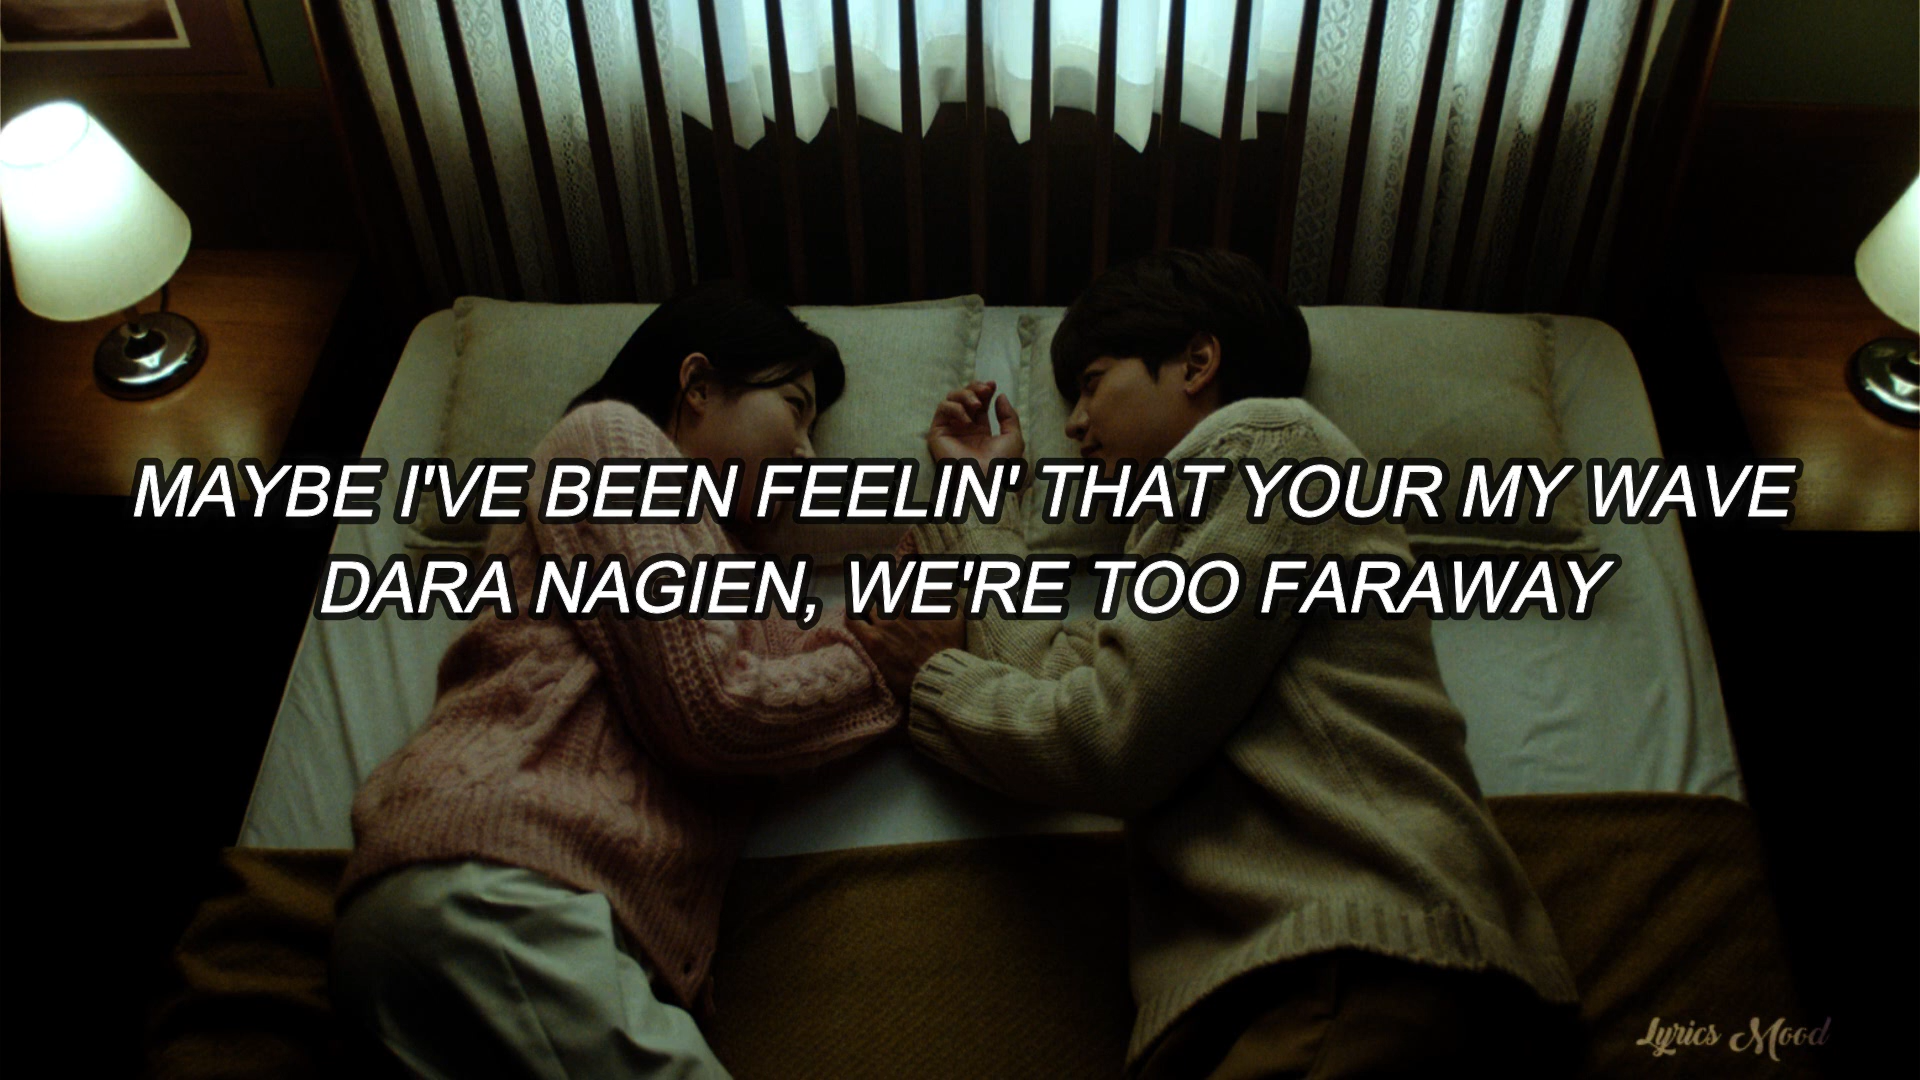 MAYBE I'VE BEEN FEELIN' THAT YOUR MY WAVE
DARA NAGIEN, WE'RE TOO FARAWAY
Lyrics Mood